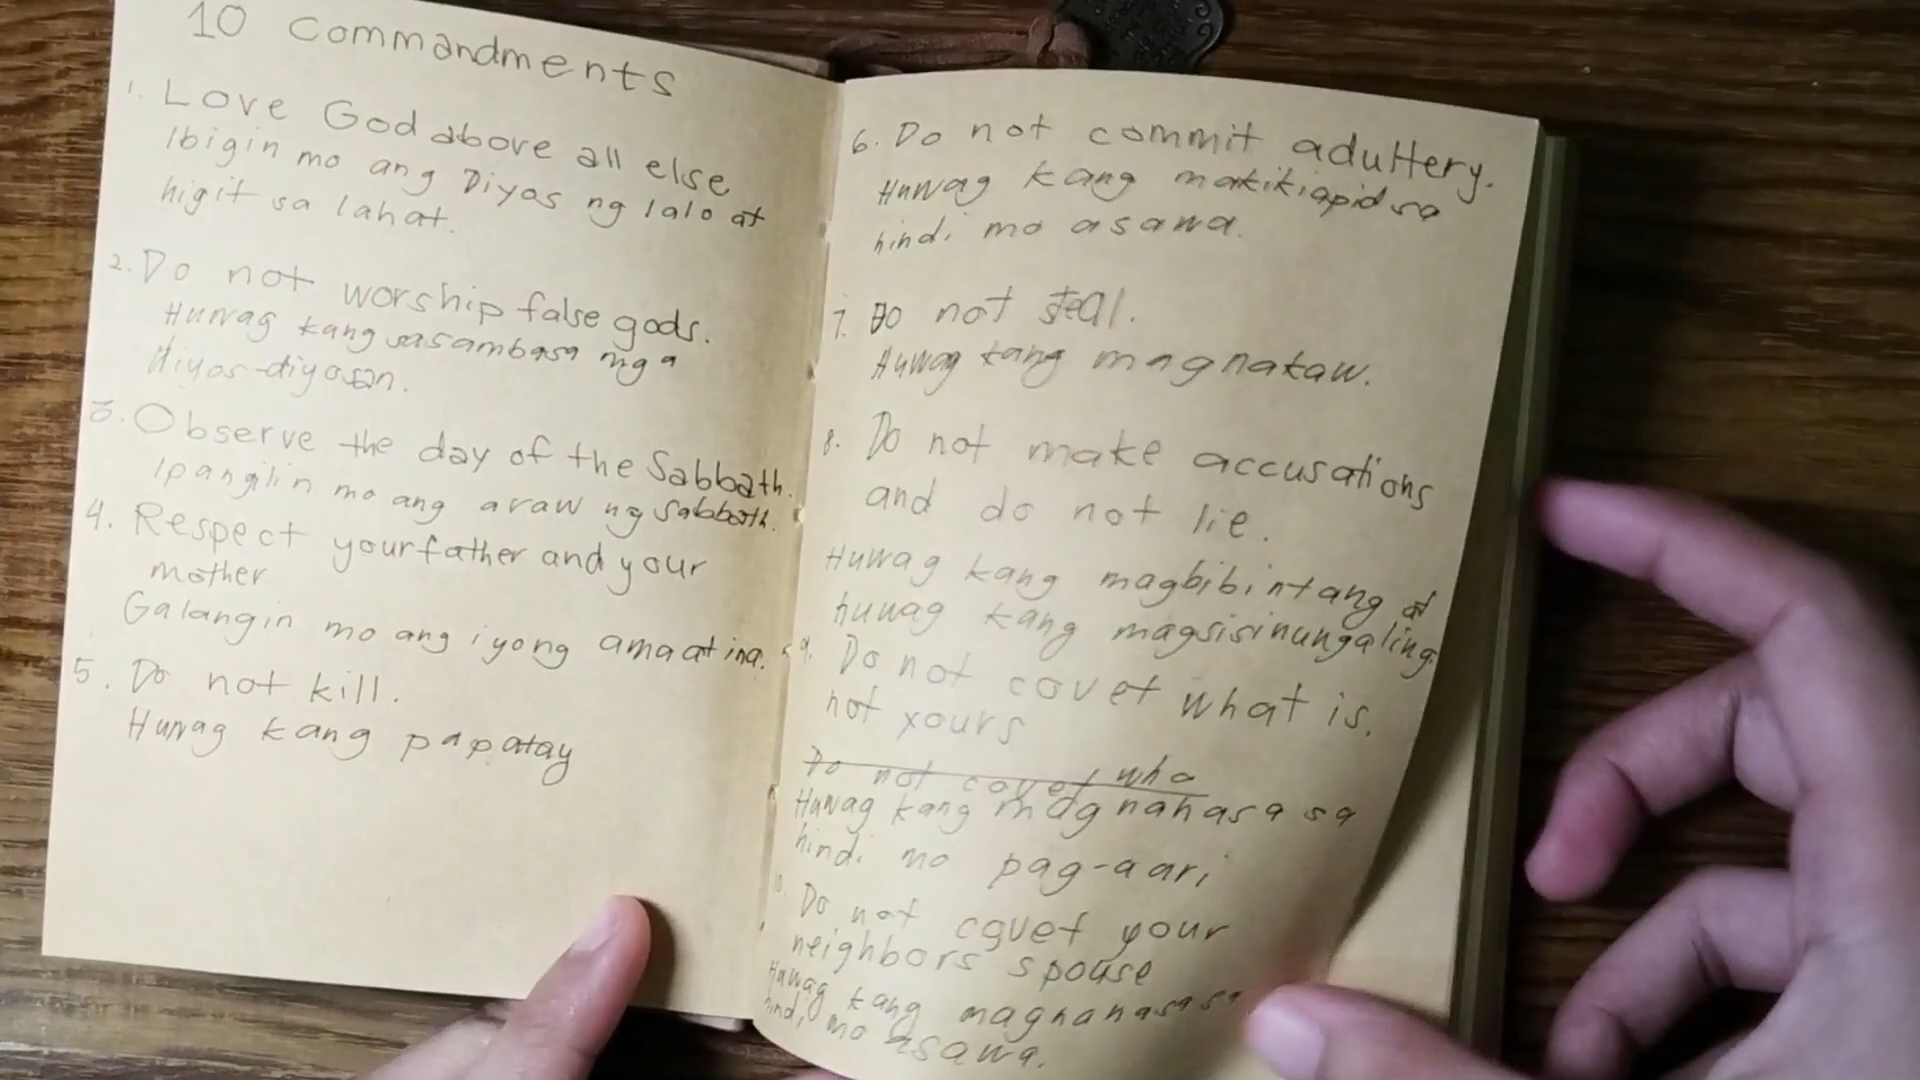 10 Commandments
1. Love God above all else
Ibigin mo ang Diyos ng lalo at
higit sa lahat.
2. Do not worship false gods.
Huwag kang sasambasa mga
diyos-diyosan.
3. Observe the day of the Sabbath.
Ipangilin mo ang araw ng Sabbath.
4. Respect your father and your
mother
Galangin mo ang iyong ama at ina.
5. Do not kill.
Huwag kang papatay
6. Do not commit adultery.
Huwag kang makikiapid sa
hindi mo asawa.
7. Do not steal.
Huwag kang magnakaw.
8. Do not make accusations
and do not lie.
Huwag kang magbibintang at
huwag kang magsisinungaling.
9. Do not covet what is.
not yours
Do not covet wha
Huwag kang magnahasa sa
hindi mo pag-aari
10. Do not covet your
neighbors spouse
Huwag kang magnanasa sa
hindi mo asawa.